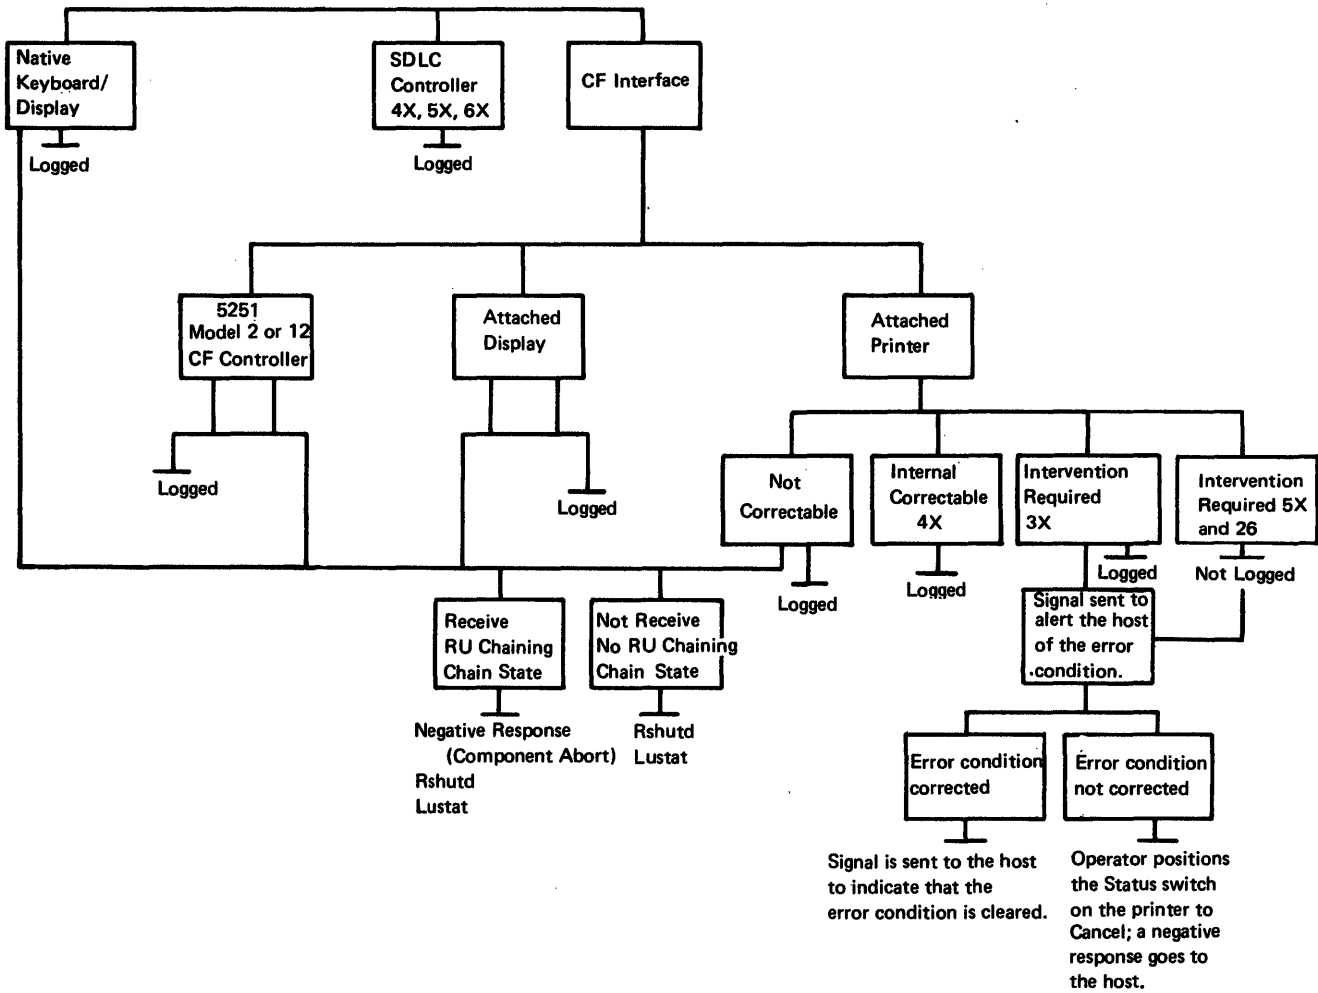 Native
Keyboard/
Display
Logged
SDLC
Controller
4X, 5X, 6X
Logged
CF Interface
5251
Model 2 or 12
CF Controller
Logged
Attached
Display
Logged
Attached
Printer
Not
Correctable
Logged
Internal
Correctable
4X
Logged
Intervention
Required
3X
Logged
Intervention
Required 5X
and 26
Not Logged
Receive
RU Chaining
Chain State
Negative Response
(Component Abort)
Rshutd
Lustat
Not Receive
No RU Chaining
Chain State
Rshutd
Lustat
Signal sent to
alert the host
of the error
condition.
Error condition
corrected
Signal is sent to the host
to indicate that the
error condition is cleared.
Error condition
not corrected
Operator positions
the Status switch
on the printer to
Cancel; a negative
response goes to
the host.